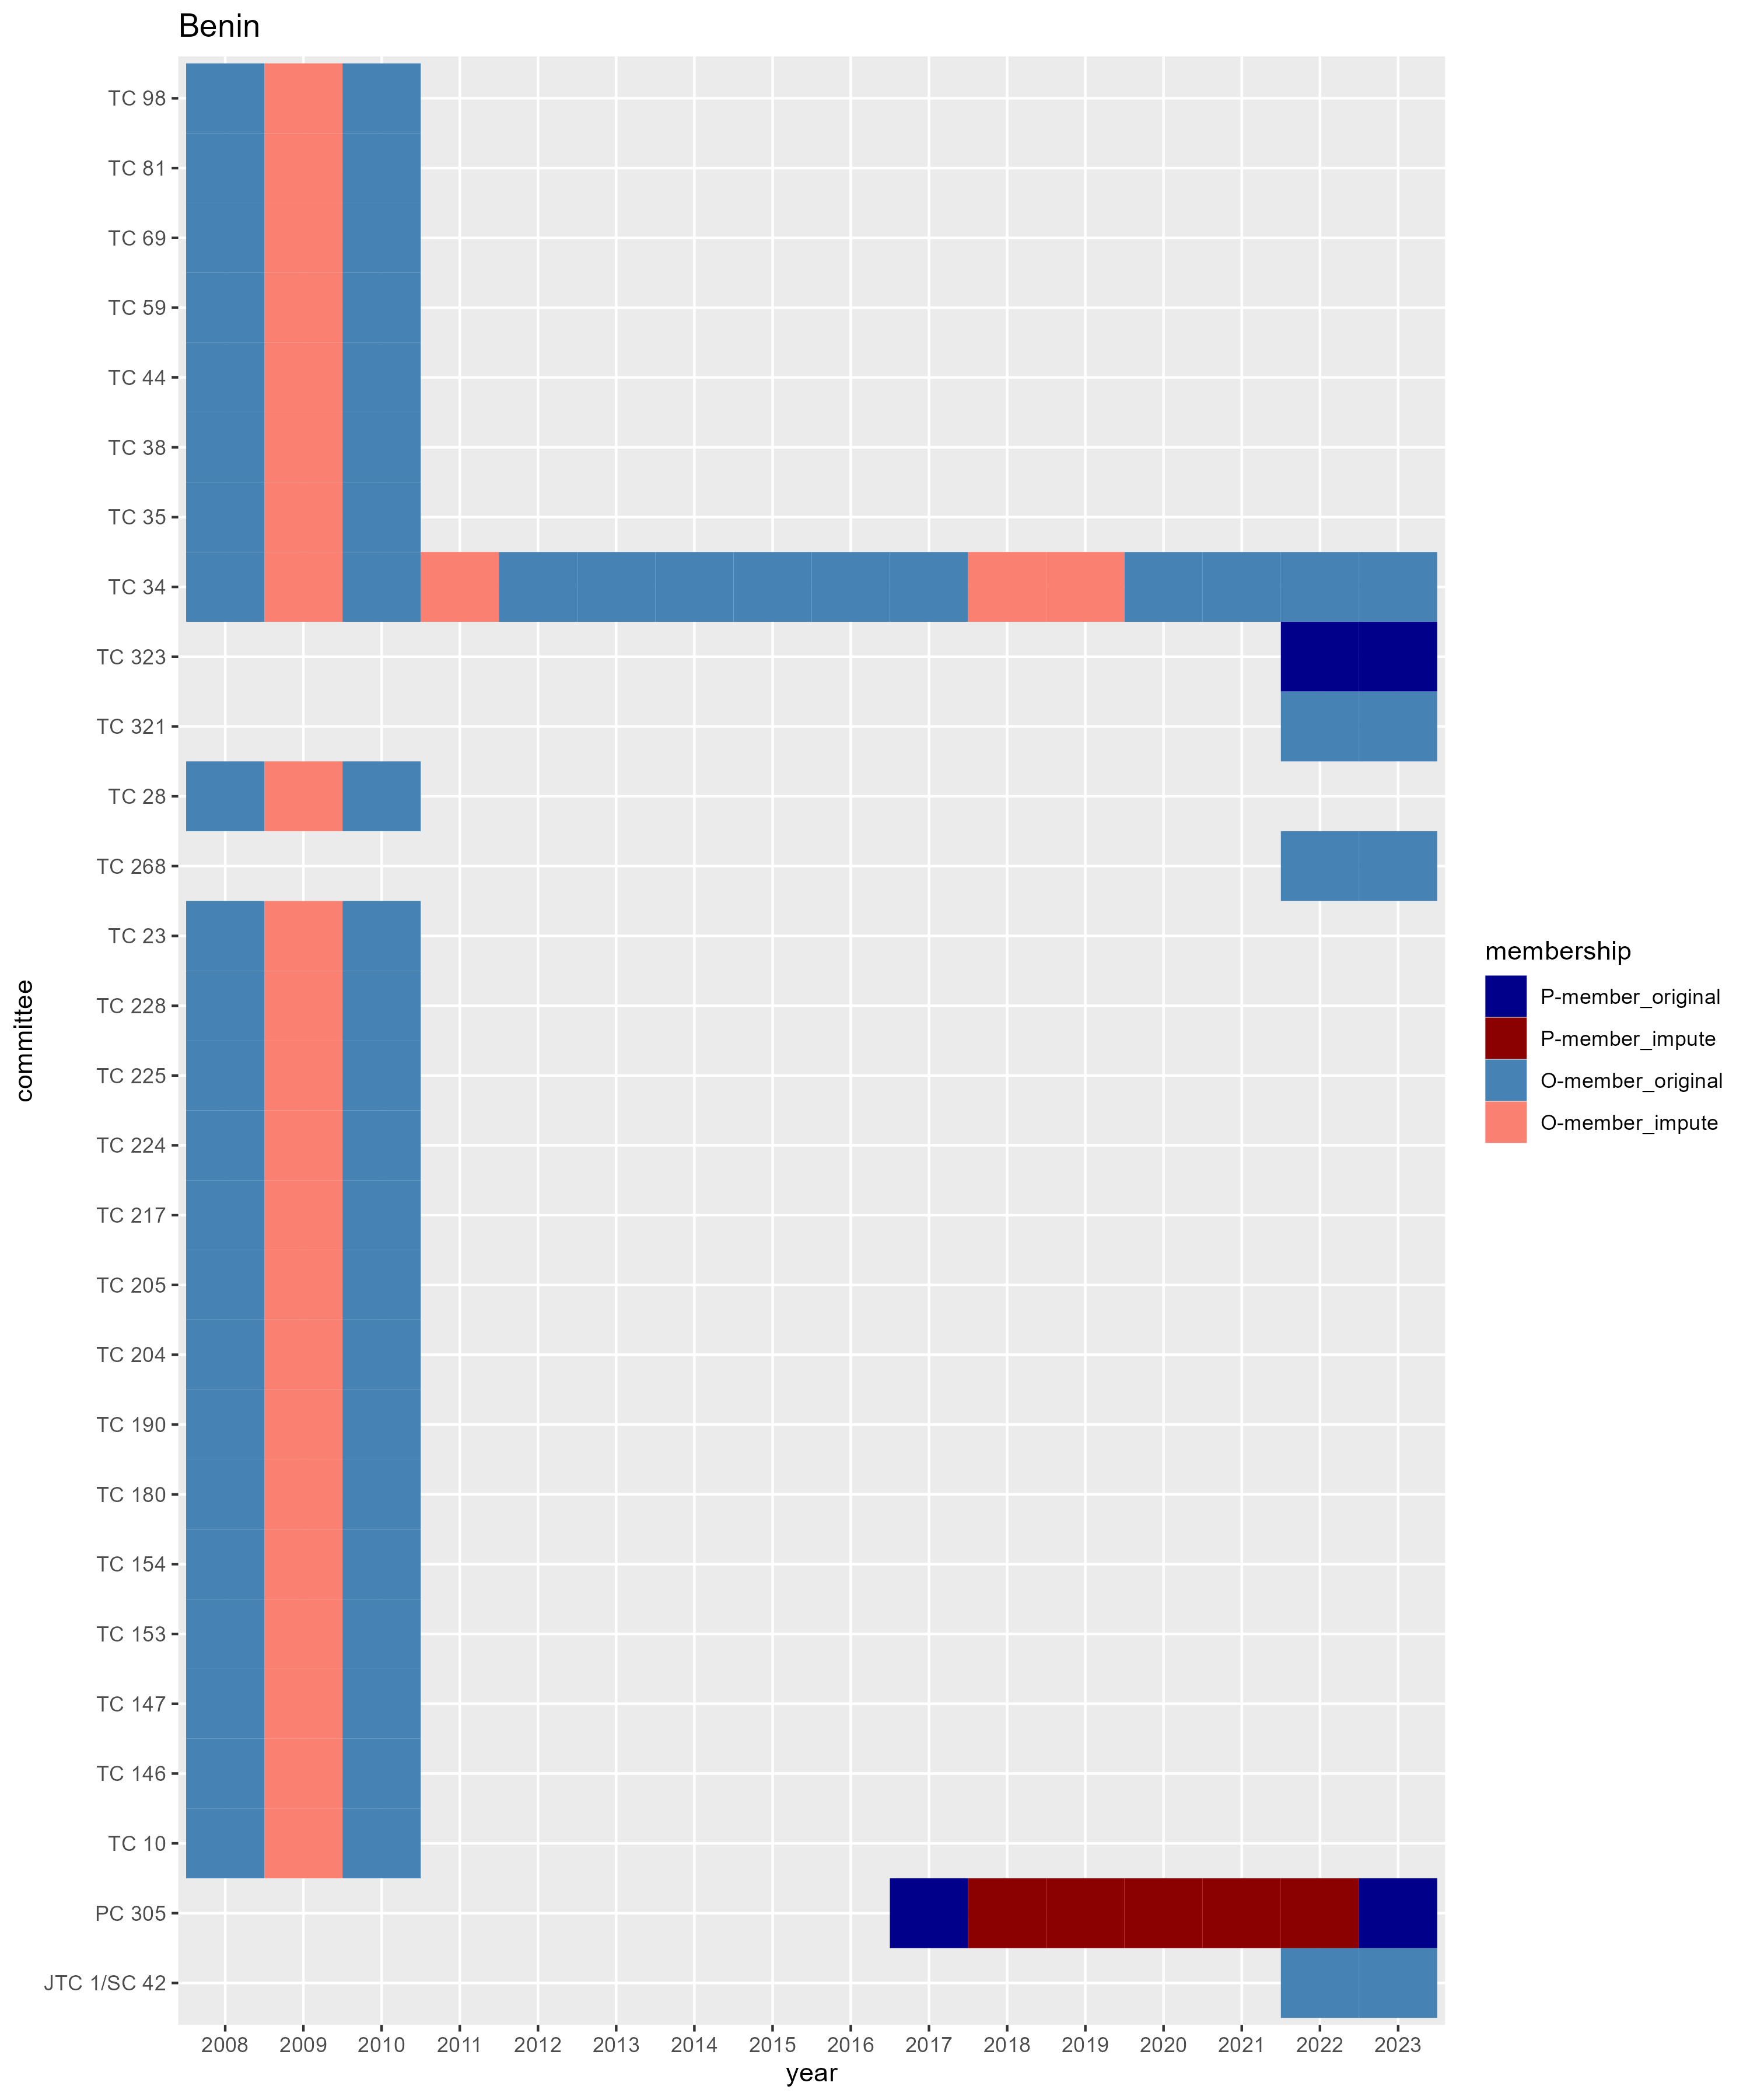 Benin
TC 98
TC 81
TC 69
TC 59
TC 44
TC 38
TC 35
TC 34
TC 323
TC 321
TC 28
TC 268
TC 23
TC 228
TC 225
TC 224
TC 217
TC 205
TC 204
TC 190
TC 180
TC 154
TC 153
TC 147
TC 146
TC 10
PC 305
JTC 1/SC 42
committee
2008 2009 2010 2011 2012 2013 2014 2015 2016 2017 2018 2019 2020 2021 2022 2023
year
membership
P-member_original
P-member_impute
O-member_original
O-member_impute